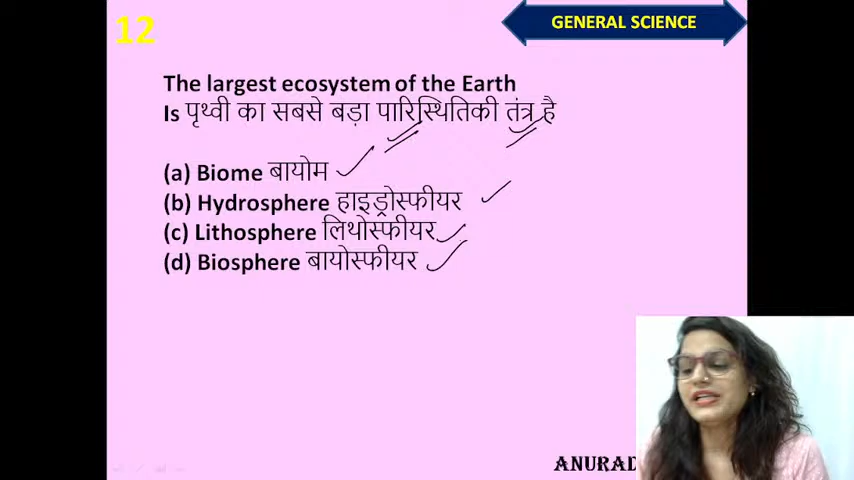 12
GENERAL SCIENCE
The largest ecosystem of the Earth
Is पृथ्वी का सबसे बड़ा पारिस्थितिकी तंत्र है
(a) Biome बायोम
(b) Hydrosphere हाइड्रोस्फीयर
(c) Lithosphere लिथोस्फीयर
(d) Biosphere बायोस्फीयर